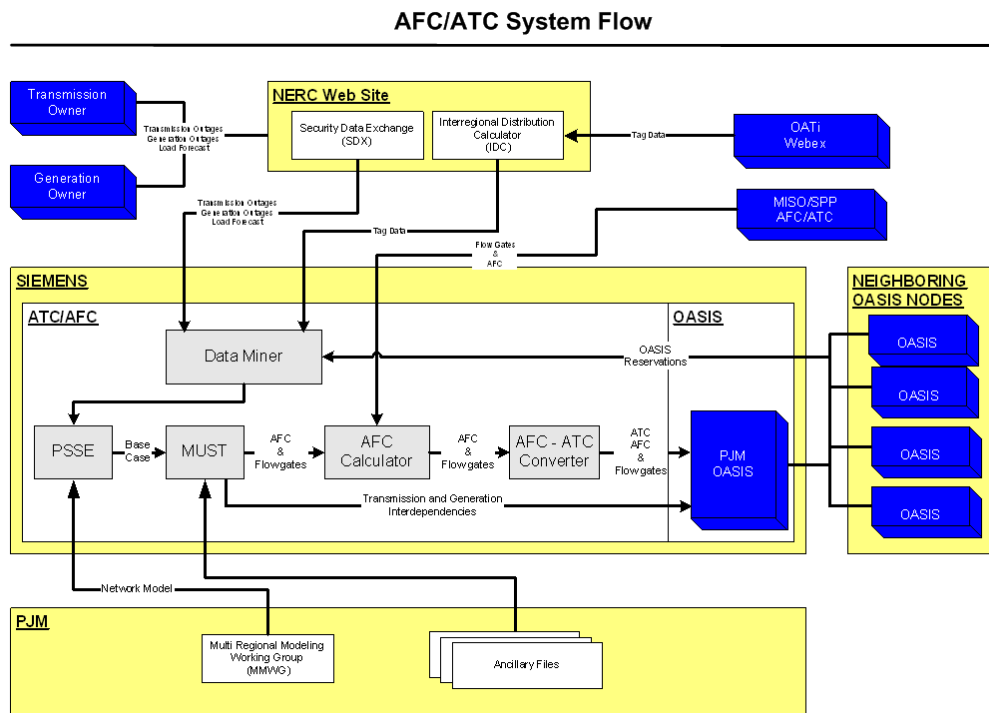 AFC/ATC System Flow
Transmission
Owner
Generation
Owner
Transmission Outages
Generation Outages
Load Forecast
NERC Web Site
Security Data Exchange
(SDX)
Interregional Distribution
Calculator
(IDC)
Tag Data
OATi
Webex
MISO/SPP
AFC/ATC
Transmission Outages
Generation Outages
Load Forecast
Tag Data
Flow Gates
&
AFC
SIEMENS
ATC/AFC
OASIS
NEIGHBORING
OASIS NODES
Data Miner
OASIS
Reservations
OASIS
OASIS
OASIS
OASIS
PSSE
Base
Case
MUST
AFC
&
Flowgates
AFC
Calculator
AFC
&
Flowgates
AFC - ATC
Converter
ATC
AFC
&
Flowgates
PJM
OASIS
Transmission and Generation
Interdependencies
Network Model
PJM
Multi Regional Modeling
Working Group
(MMWG)
Ancillary Files